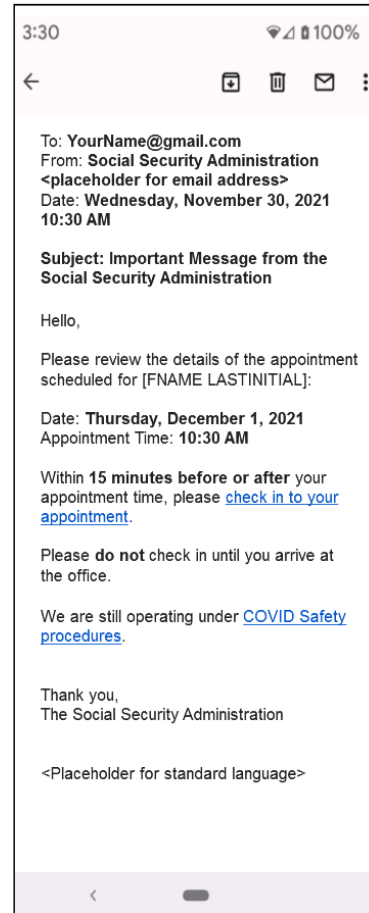 3:30 100%
To: YourName@gmail.com
From: Social Security Administration
<placeholder for email address>
Date: Wednesday, November 30, 2021
10:30 AM
Subject: Important Message from the
Social Security Administration
Hello,
Please review the details of the appointment
scheduled for [FNAME LASTINITIAL]:
Date: Thursday, December 1, 2021
Appointment Time: 10:30 AM
Within 15 minutes before or after your
appointment time, please check in to your
appointment.
Please do not check in until you arrive at
the office.
We are still operating under COVID Safety
procedures.
Thank you,
The Social Security Administration
<Placeholder for standard language>